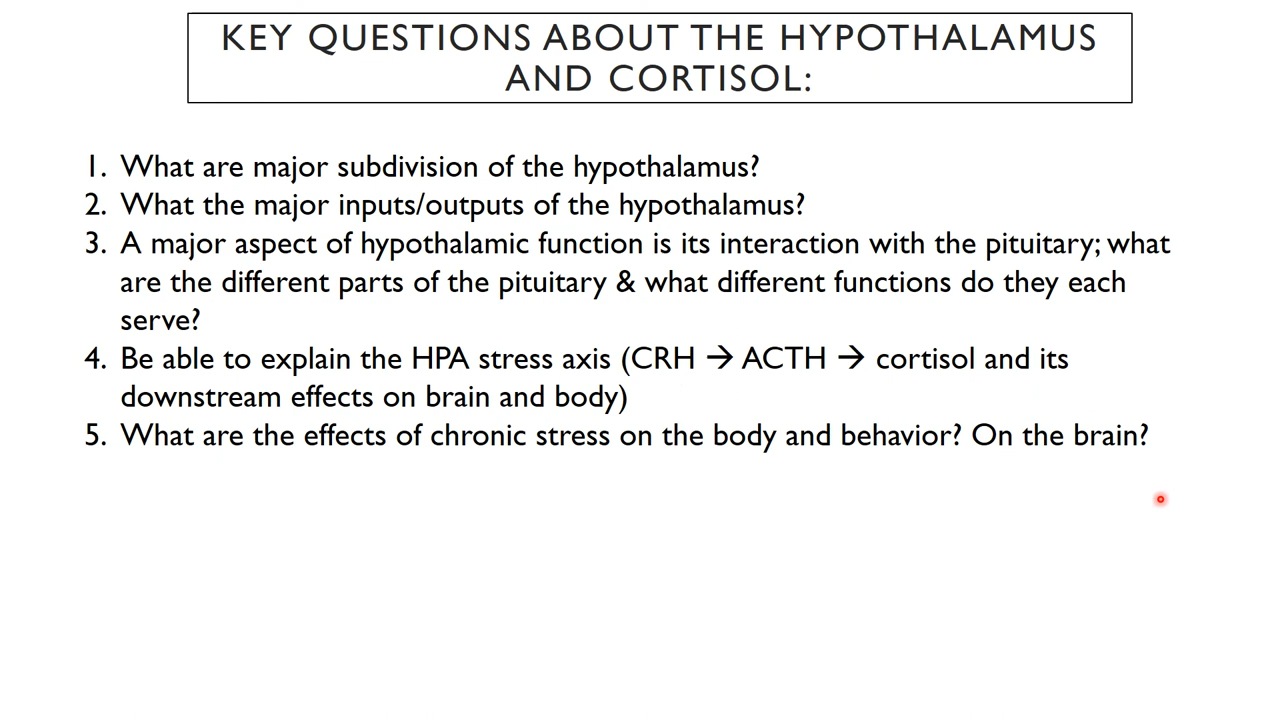 KEY QUESTIONS ABOUT THE HYPOTHALAMUS
AND CORTISOL:
1. What are major subdivision of the hypothalamus?
2. What the major inputs/outputs of the hypothalamus?
3. A major aspect of hypothalamic function is its interaction with the pituitary; what
are the different parts of the pituitary & what different functions do they each
serve?
4. Be able to explain the HPA stress axis (CRH → ACTH → cortisol and its
downstream effects on brain and body)
5. What are the effects of chronic stress on the body and behavior? On the brain?